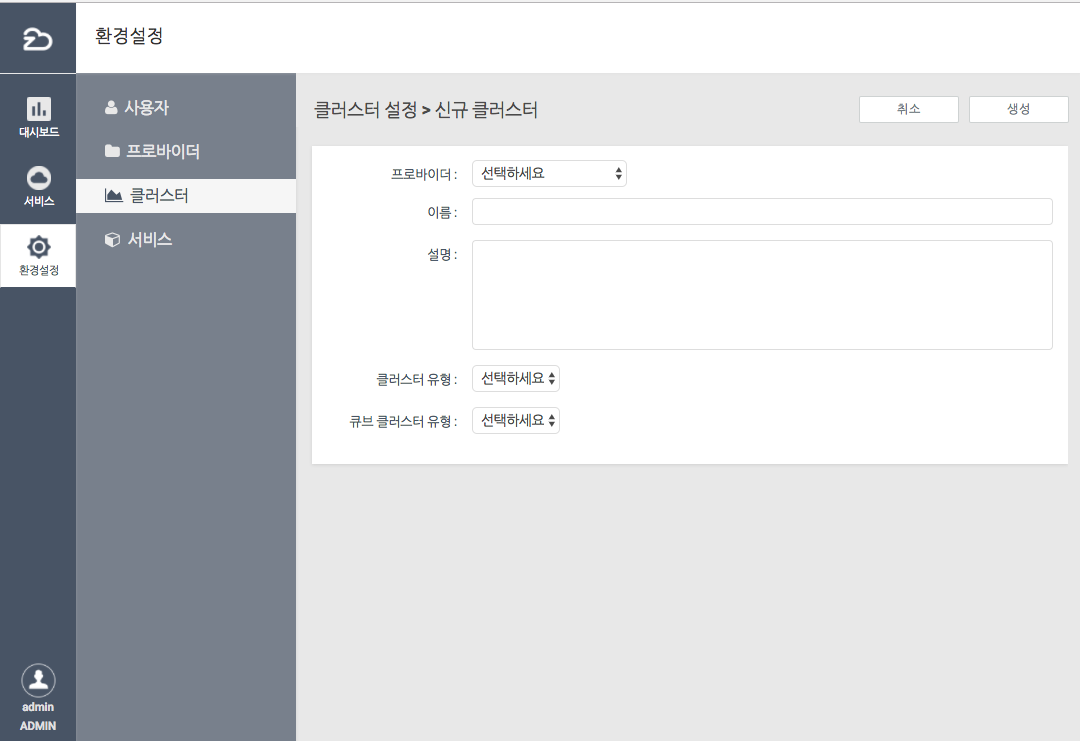 환경설정
대시보드
서비스
환경설정
admin
ADMIN
사용자
프로바이더
클러스터
서비스
클러스터 설정 > 신규 클러스터
취소
생성
프로바이더 :
선택하세요
이름 :
설명 :
클러스터 유형 :
선택하세요
큐브 클러스터 유형 :
선택하세요